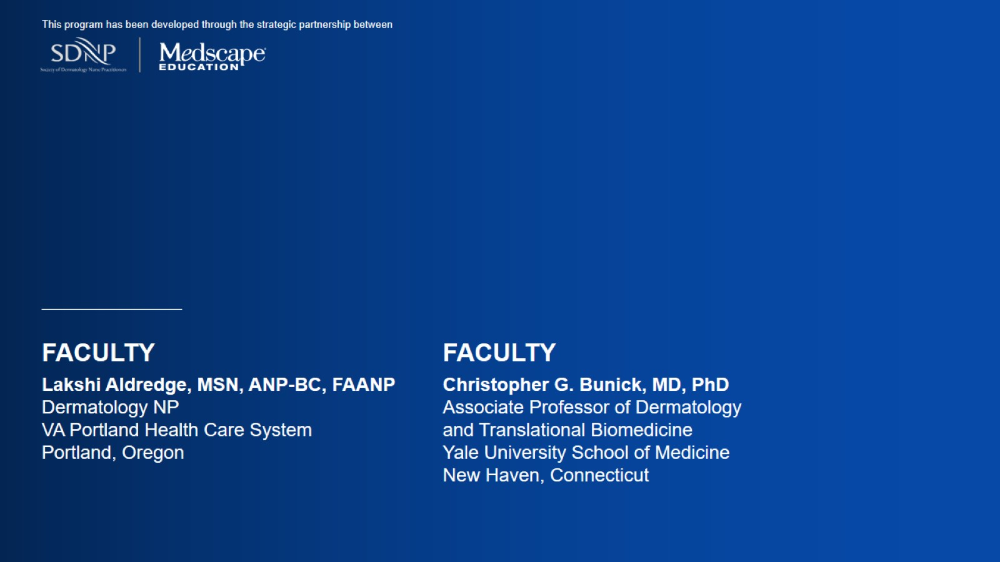 This program has been developed through the strategic partnership between
SDNP
Society of Dermatology Nurse Practitioners
Medscape
EDUCATION
FACULTY
Lakshi Aldredge, MSN, ANP-BC, FAANP
Dermatology NP
VA Portland Health Care System
Portland, Oregon
FACULTY
Christopher G. Bunick, MD, PhD
Associate Professor of Dermatology
and Translational Biomedicine
Yale University School of Medicine
New Haven, Connecticut